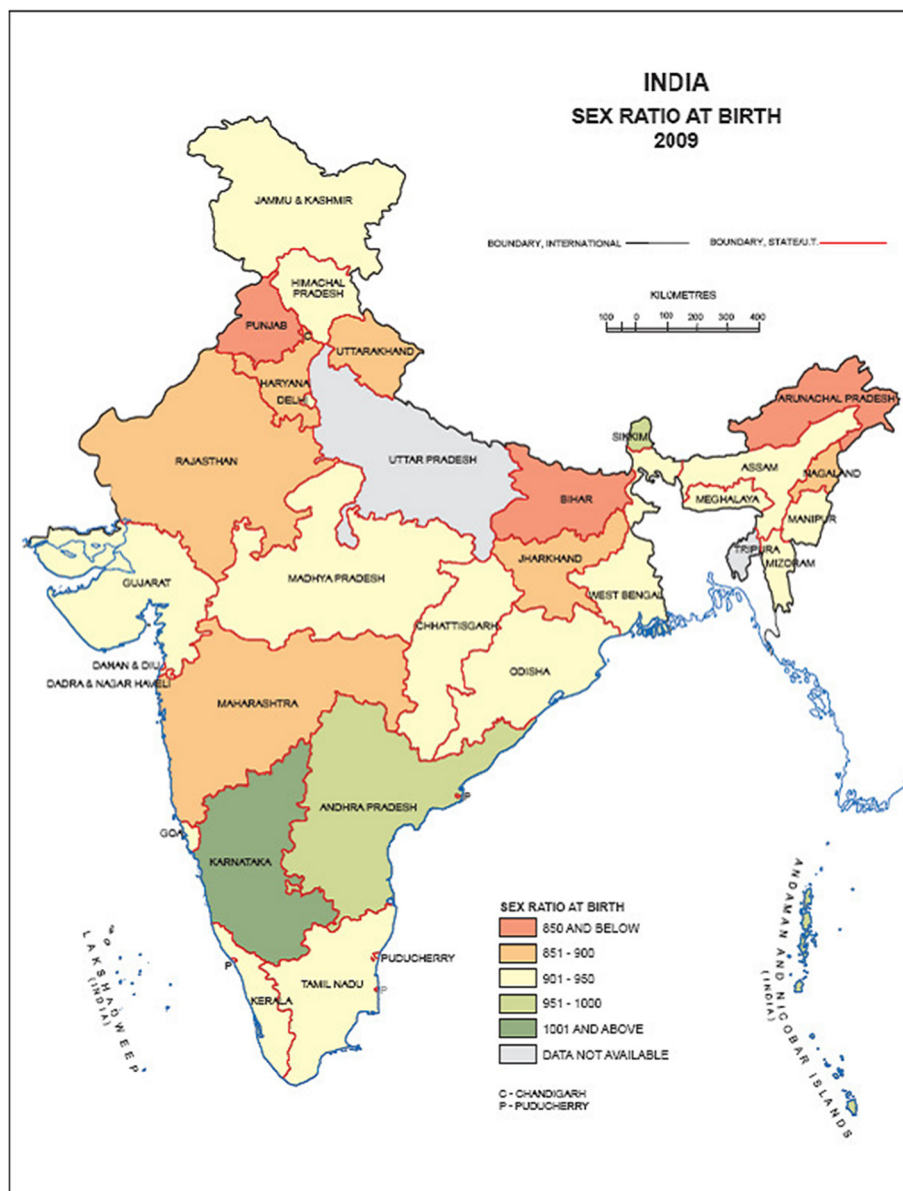 INDIA
SEX RATIO AT BIRTH
2009
BOUNDARY, INTERNATIONAL
BOUNDARY, STATE/U.T.
KILOMETRES
100 0 100 200 300 400
JAMMU & KASHMIR
HIMACHAL
PRADESH
PUNJAB
C
UTTARAKHAND
HARYANA
DELHI
RAJASTHAN
UTTAR PRADESH
SIKKIM
ARUNACHAL PRADESH
ASSAM
NAGALAND
MEGHALAYA
MANIPUR
BIHAR
TRIPURA
MIZORAM
JHARKHAND
WEST BENGAL
GUJARAT
MADHYA PRADESH
CHHATTISGARH
ODISHA
DAMAN & DIU
DADRA & NAGAR HAVELI
MAHARASHTRA
ANDHRA PRADESH
P
GOA
KARNATAKA
LAKSHADWEEP
(INDIA)
P
KERALA
TAMIL NADU
PUDUCHERRY
P
ANDAMAN AND NICOBAR ISLANDS
(INDIA)
SEX RATIO AT BIRTH
850 AND BELOW
851 - 900
901 - 950
951 - 1000
1001 AND ABOVE
DATA NOT AVAILABLE
C - CHANDIGARH
P - PUDUCHERRY